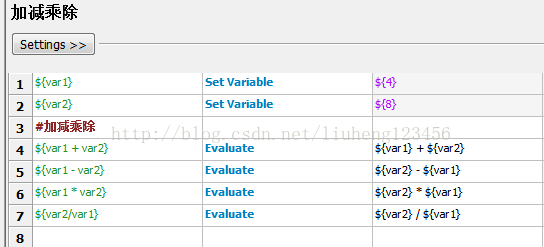 加减乘除
Settings >>
1 ${var1} Set Variable ${4}
2 ${var2} Set Variable ${8}
3 #加减乘除
http://blog.csdn.net/liuheng123456
4 ${var1 + var2} Evaluate ${var1} + ${var2}
5 ${var1 - var2} Evaluate ${var2} - ${var1}
6 ${var1 * var2} Evaluate ${var2} * ${var1}
7 ${var2/var1} Evaluate ${var2} / ${var1}
8